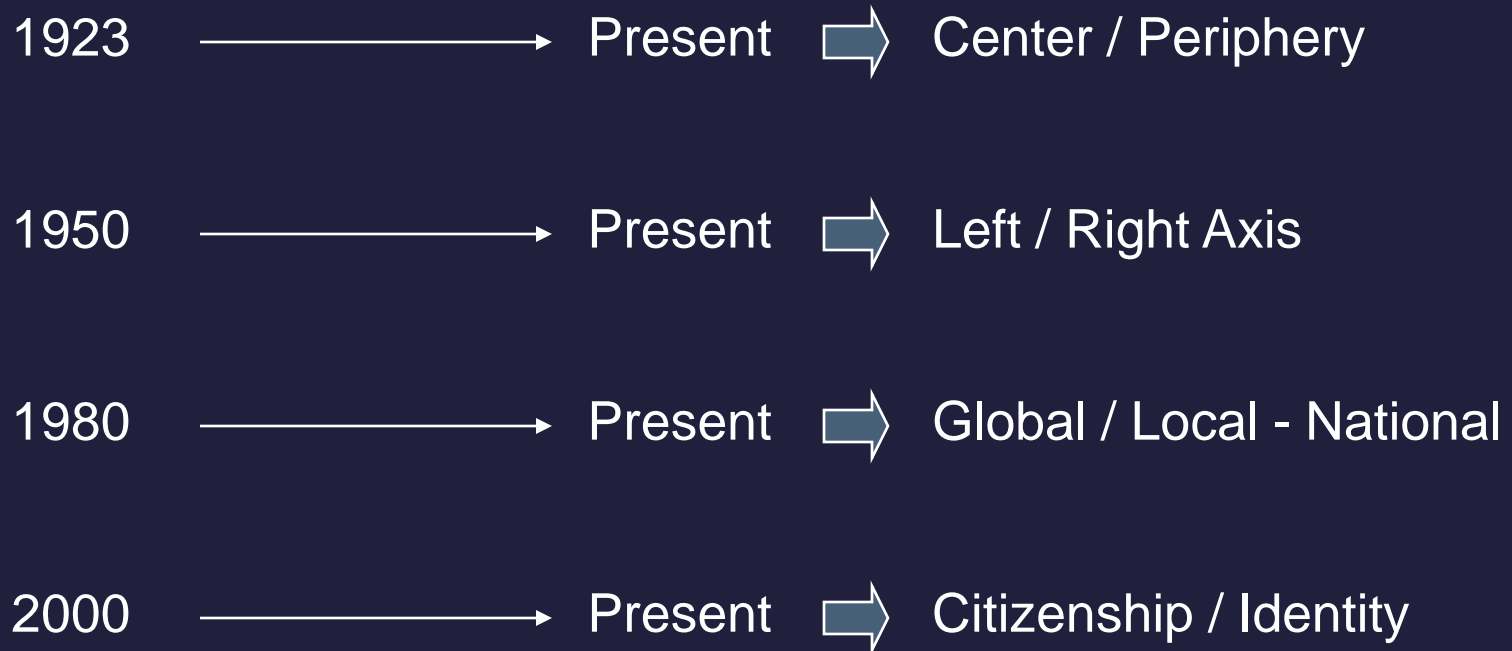 1923 Present Center / Periphery
1950 Present Left / Right Axis
1980 Present Global / Local - National
2000 Present Citizenship / Identity